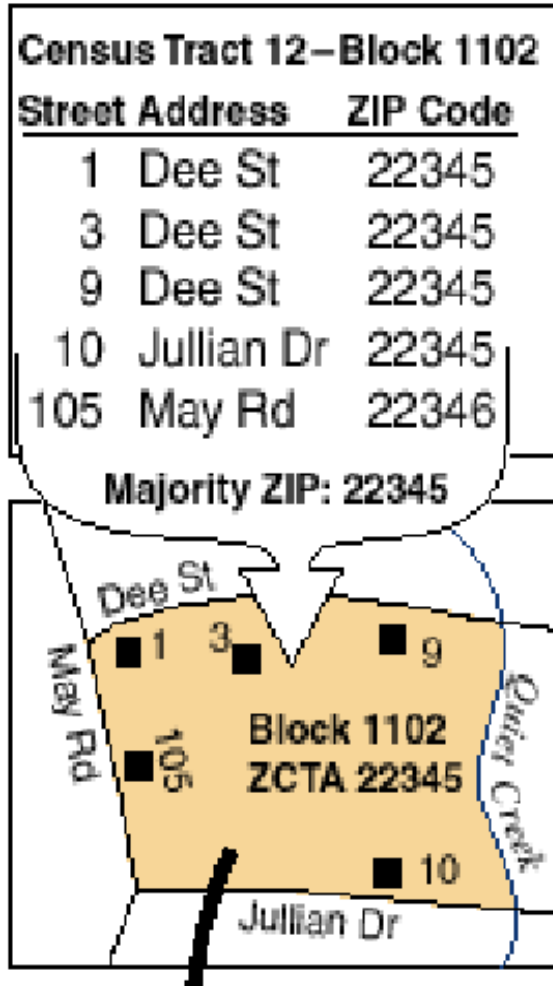 Census Tract 12–Block 1102
Street Address ZIP Code
1 Dee St 22345
3 Dee St 22345
9 Dee St 22345
10 Jullian Dr 22345
105 May Rd 22346
Majority ZIP: 22345
Dee St
1
3
9
May Rd
105
Block 1102
ZCTA 22345
Quiet Creek
10
Jullian Dr